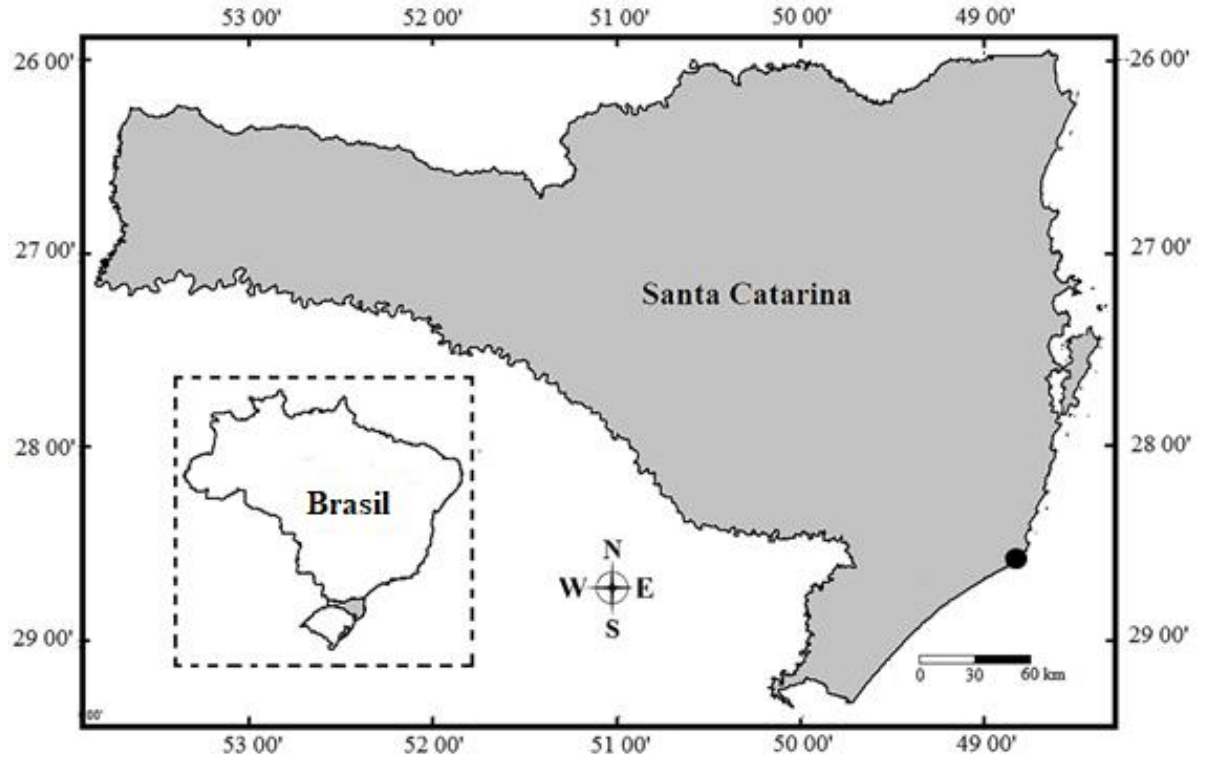 53 00' 52 00' 51 00' 50 00' 49 00'
26 00' 26 00'
27 00' 27 00'
Santa Catarina
28 00' 28 00'
Brasil
N
W E
S
29 00' 29 00'
0 30 60 km
00'
53 00' 52 00' 51 00' 50 00' 49 00'